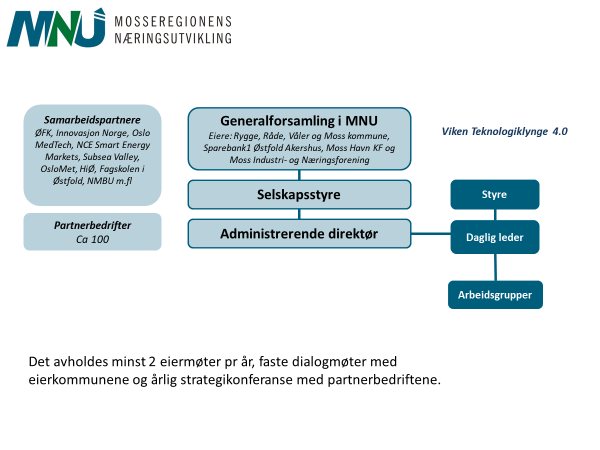 MNU MOSSEREGIONENS
NÆRINGSUTVIKLING
Samarbeidspartnere
ØFK, Innovasjon Norge, Oslo
MedTech, NCE Smart Energy
Markets, Subsea Valley,
OsloMet, HiØ, Fagskolen i
Østfold, NMBU m.fl
Partnerbedrifter
Ca 100
Generalforsamling i MNU
Eiere: Rygge, Råde, Våler og Moss kommune,
Sparebank1 Østfold Akershus, Moss Havn KF og
Moss Industri- og Næringsforening
Selskapsstyre
Administrerende direktør
Viken Teknologiklynge 4.0
Styre
Daglig leder
Arbeidsgrupper
Det avholdes minst 2 eiermøter pr år, faste dialogmøter med
eierkommunene og årlig strategikonferanse med partnerbedriftene.